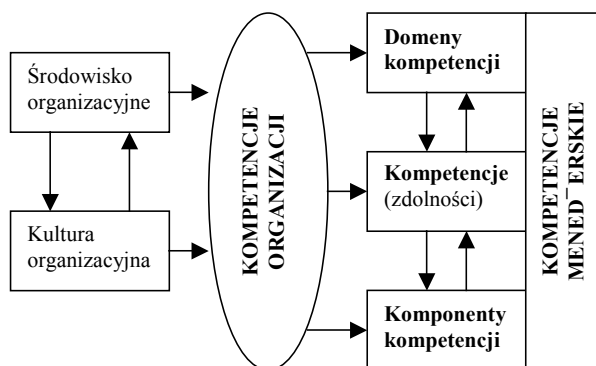 Środowisko
organizacyjne
Kultura
organizacyjna
KOMPETENCJE
ORGANIZACJI
Domeny
kompetencji
Kompetencje
(zdolności)
Komponenty
kompetencji
KOMPETENCJE
MENED¯ERSKIE